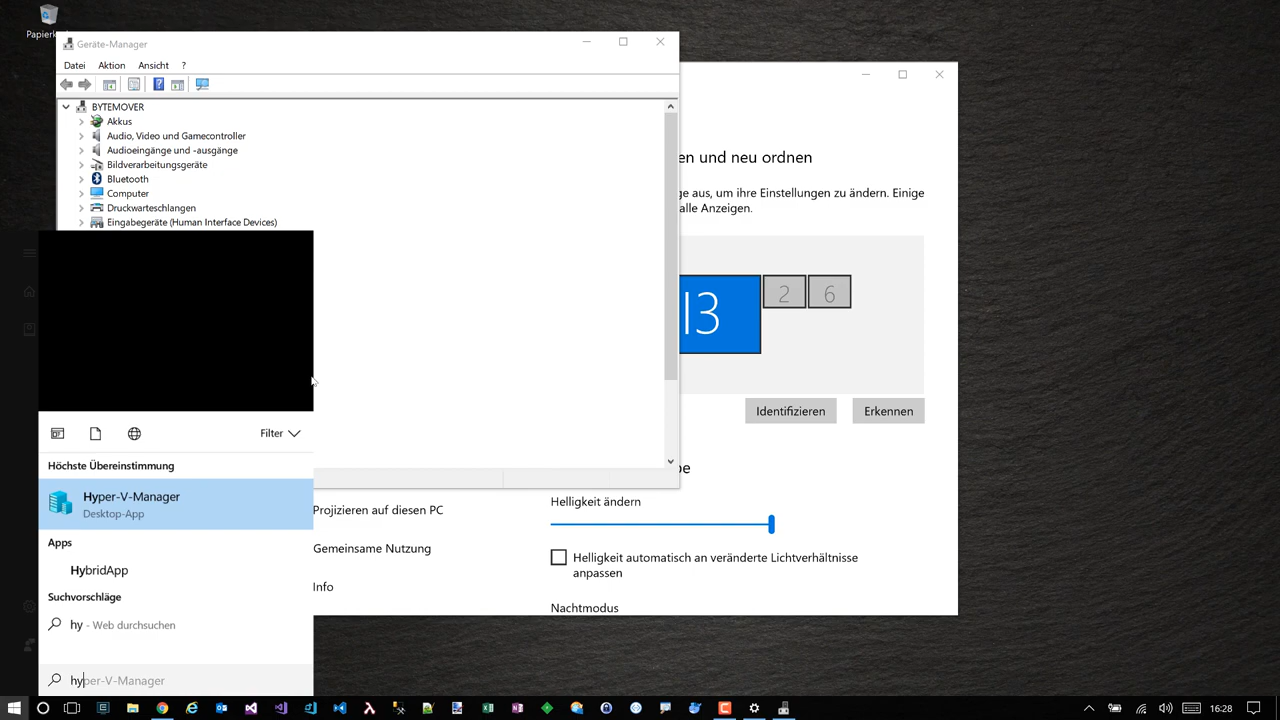 Papierk
Geräte-Manager
Datei Aktion Ansicht ?
BYTEMOVER
Akkus
Audio, Video und Gamecontroller
Audioeingänge und -ausgänge
Bildverarbeitungsgeräte
Bluetooth
Computer
Druckwarteschlangen
Eingabegeräte (Human Interface Devices)
en und neu ordnen
ge aus, um ihre Einstellungen zu ändern. Einige
alle Anzeigen.
|3 2 6
Identifizieren Erkennen
be
Helligkeit ändern
Helligkeit automatisch an veränderte Lichtverhältnisse
anpassen
Nachtmodus
Projizieren auf diesen PC
Gemeinsame Nutzung
Info
Filter
Höchste Übereinstimmung
Hyper-V-Manager
Desktop-App
Apps
HybridApp
Suchvorschläge
hy - Web durchsuchen
hyper-V-Manager
16:28